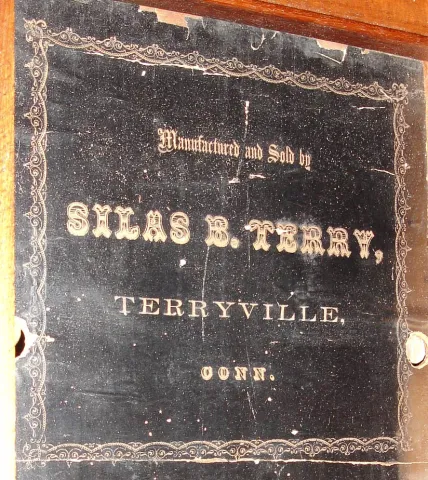 Manufactured and Sold by
SILAS B. TERRY,
TERRYVILLE,
CONN.